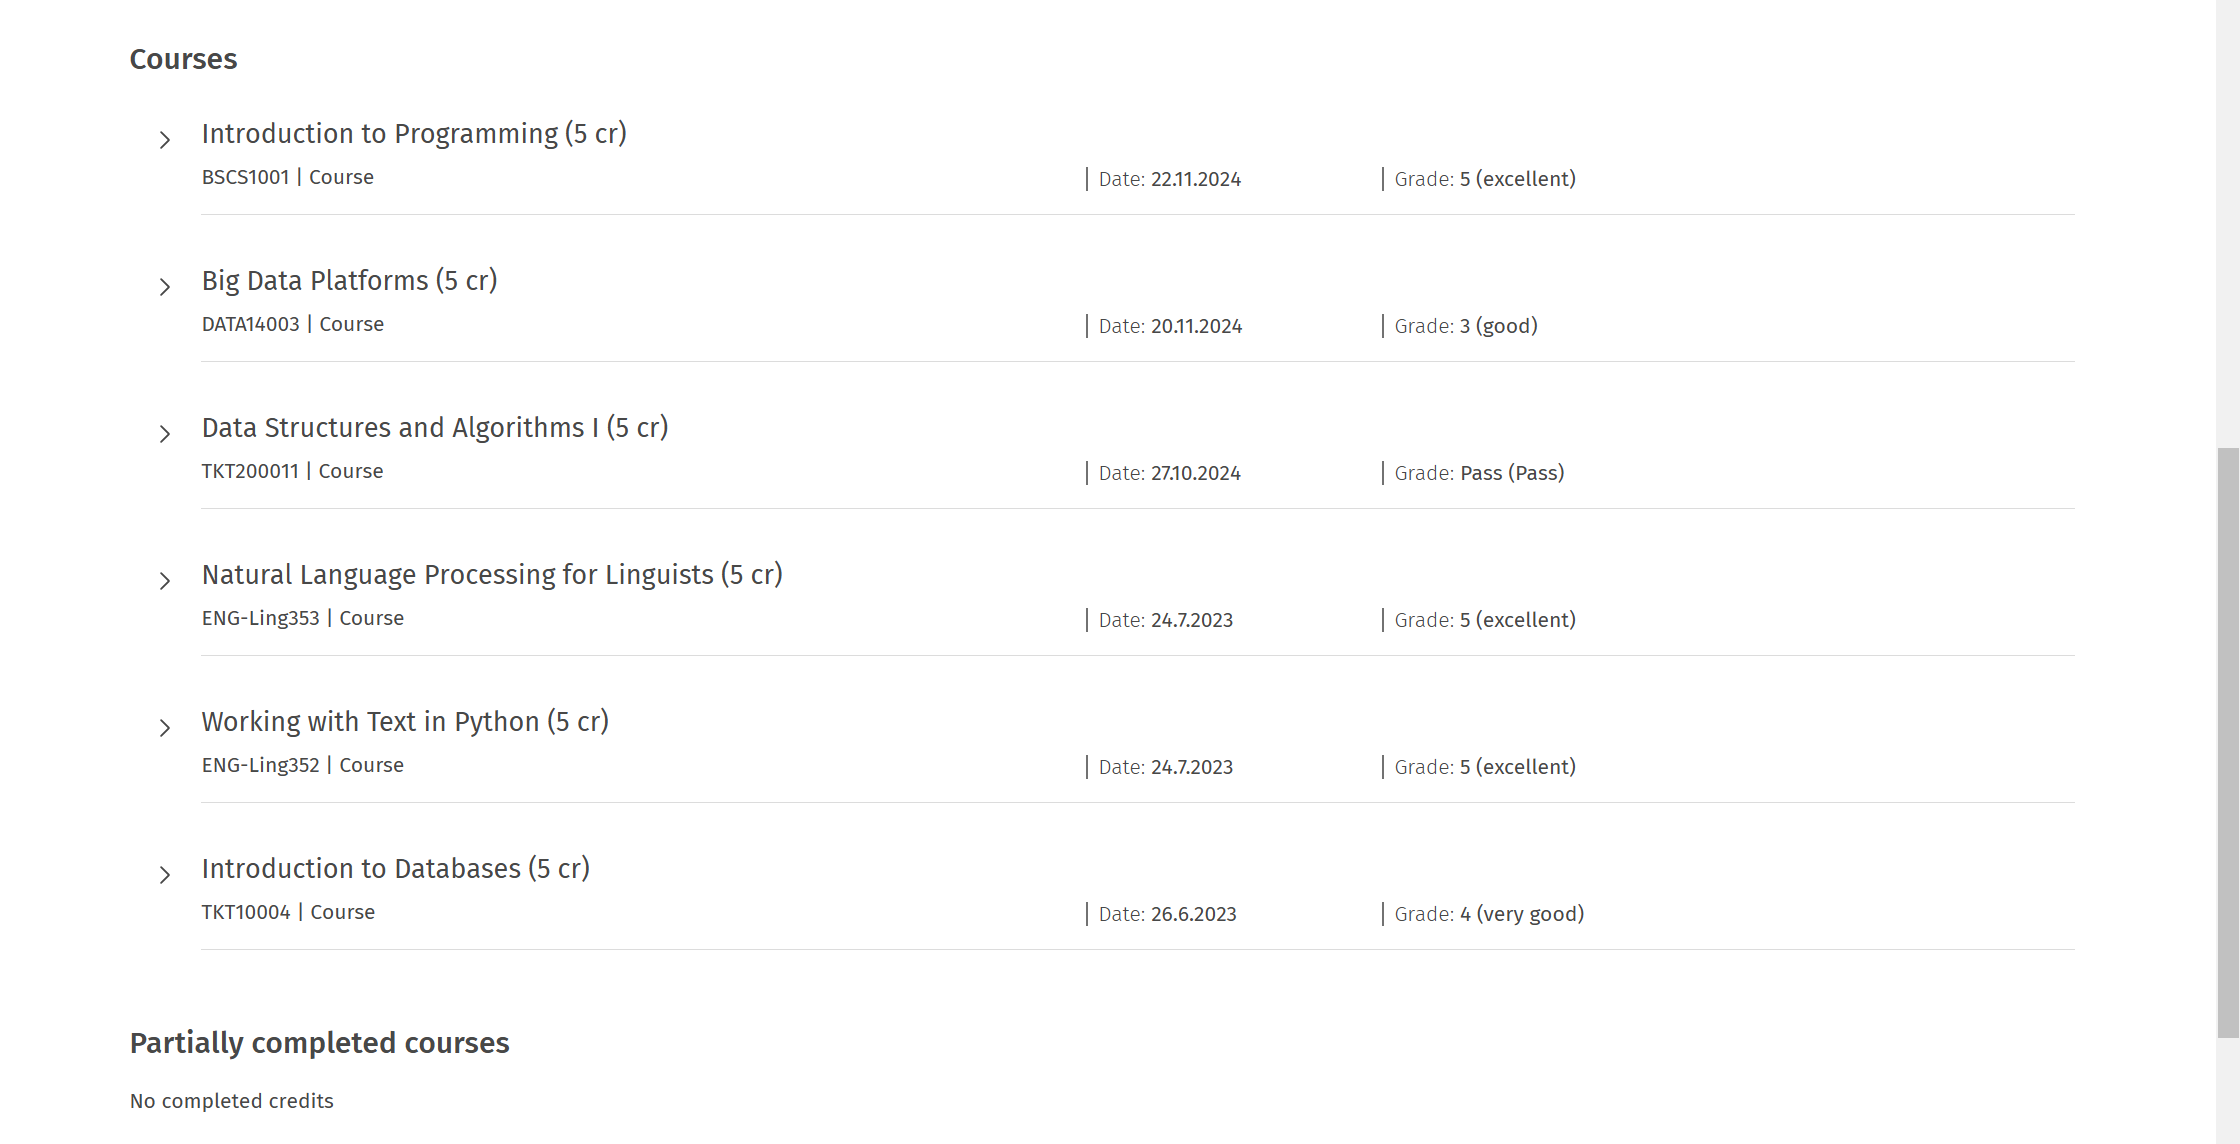 Courses
Introduction to Programming (5 cr)
BSCS1001 | Course
Date: 22.11.2024
Grade: 5 (excellent)
Big Data Platforms (5 cr)
DATA14003 | Course
Date: 20.11.2024
Grade: 3 (good)
Data Structures and Algorithms I (5 cr)
TKT200011 | Course
Date: 27.10.2024
Grade: Pass (Pass)
Natural Language Processing for Linguists (5 cr)
ENG-Ling353 | Course
Date: 24.7.2023
Grade: 5 (excellent)
Working with Text in Python (5 cr)
ENG-Ling352 | Course
Date: 24.7.2023
Grade: 5 (excellent)
Introduction to Databases (5 cr)
TKT10004 | Course
Date: 26.6.2023
Grade: 4 (very good)
Partially completed courses
No completed credits